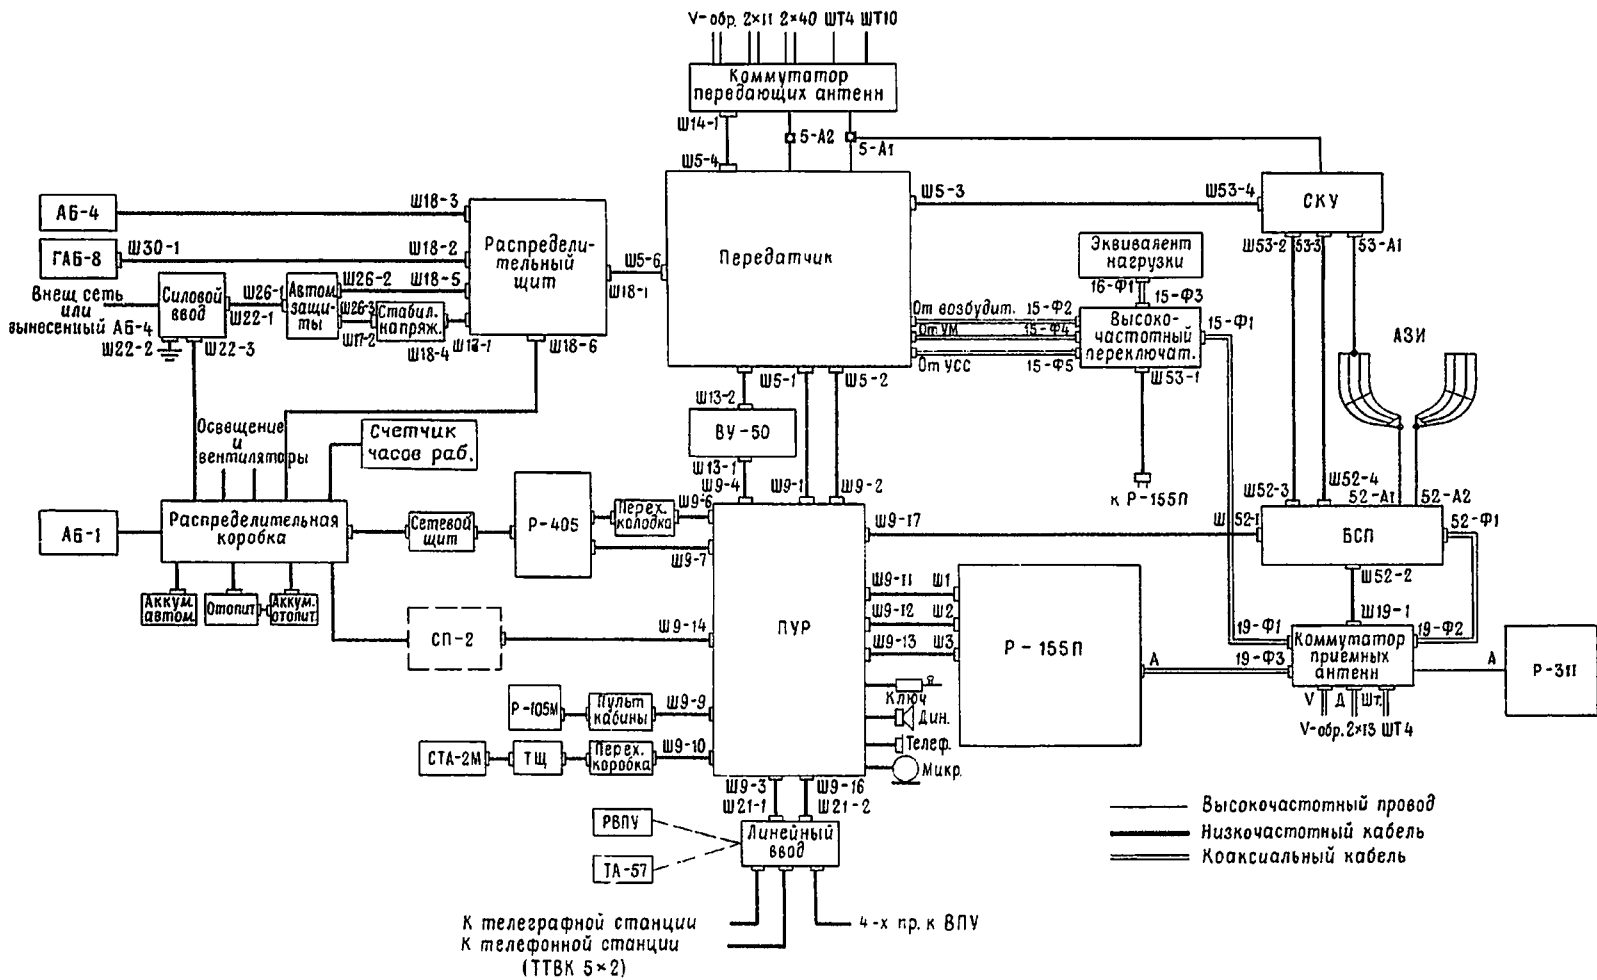 V-обр. 2×11 2×40 ШТ4 ШТ10
Коммутатор
передающих антенн
Ш14-1
5-А2
5-А1
Ш5-4
АБ-4
Ш18-3
Распредели-
тельный
щит
Передатчик
Ш5-3
Ш53-4
СКУ
ГАБ-8
Ш30-1
Ш18-2
Ш5-6
Ш18-1
Эквивалент
нагрузки
Ш53-2
53-3
53-А1
16-Ф1
15-Ф3
Внеш сеть
или
вынесенный АБ-4
Силовой
ввод
Ш26-1
Ш22-1
Автом.
защи-
ты
Ш26-2
Ш18-5
Ш26-3
Стабил.
напряж.
Ш17-2
Ш18-4
Ш17-1
Ш18-6
Ш22-2
Ш22-3
От возбудит.
15-Ф2
От УМ
15-Ф4
От УСС
15-Ф5
Высоко-
частотный
переключат.
15-Ф1
Ш53-1
АЗИ
Ш5-1
Ш5-2
Ш13-2
ВУ-50
Ш13-1
Ш9-4
Ш9-1
Ш9-2
к Р-155П
Освещение
и
вентиляторы
Счетчик
часов раб.
Ш52-3
Ш52-4
52-А1
52-А2
АБ-1
Распределительная
коробка
Сетевой
щит
Р-405
Перех.
колодка
Ш9-6
Ш9-7
Ш9-17
Ш52-1
БСП
52-Ф1
Ш52-2
Аккум.
автом.
Отопит.
Аккум.
отопит.
СП-2
Ш9-14
ПУР
Ш9-11
Ш1
Ш9-12
Ш2
Ш9-13
Ш3
Р-155П
Ш19-1
19-Ф1
19-Ф2
Коммутатор
приемных
антенн
А
19-Ф3
А
Р-311
V
Д
Шт.
V-обр. 2×13 ШТ4
Р-105М
Пульт
кабины
Ш9-9
Ключ
Дин.
Телеф.
Микр.
СТА-2М
ТЩ
Перех.
коробка
Ш9-10
Ш9-3
Ш9-16
Ш21-1
Ш21-2
РВПУ
ТА-57
Линейный
ввод
Высокочастотный провод
Низкочастотный кабель
Коаксиальный кабель
К телеграфной станции
К телефонной станции
(ТТВК 5×2)
4-х пр. к ВПУ